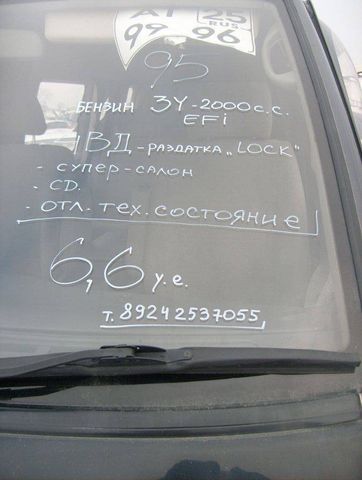 АТ 25
RUS
99 96
95
БЕНЗИН 3Y-2000 с.с.
EFi
4ВД-РАЗДАТКА „LOCK"
- СУПЕР-САЛОН
- CD.
- ОТЛ. ТЕХ. СОСТОЯНИЕ
6,6 у.е.
т. 89242537055